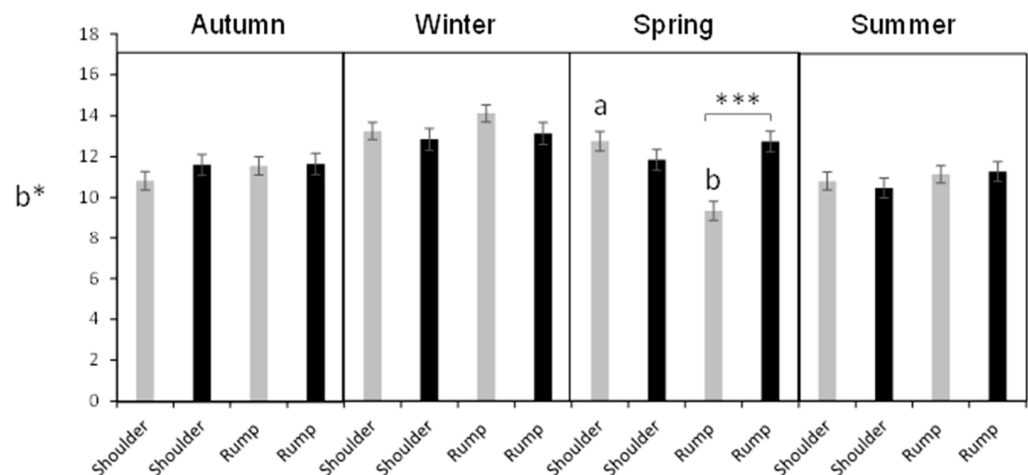 Autumn Winter Spring Summer
18
16
14
12
10
8
6
4
2
0
b*
a
b
***
Shoulder Shoulder Rump Rump Shoulder Shoulder Rump Rump Shoulder Shoulder Rump Rump Shoulder Shoulder Rump Rump